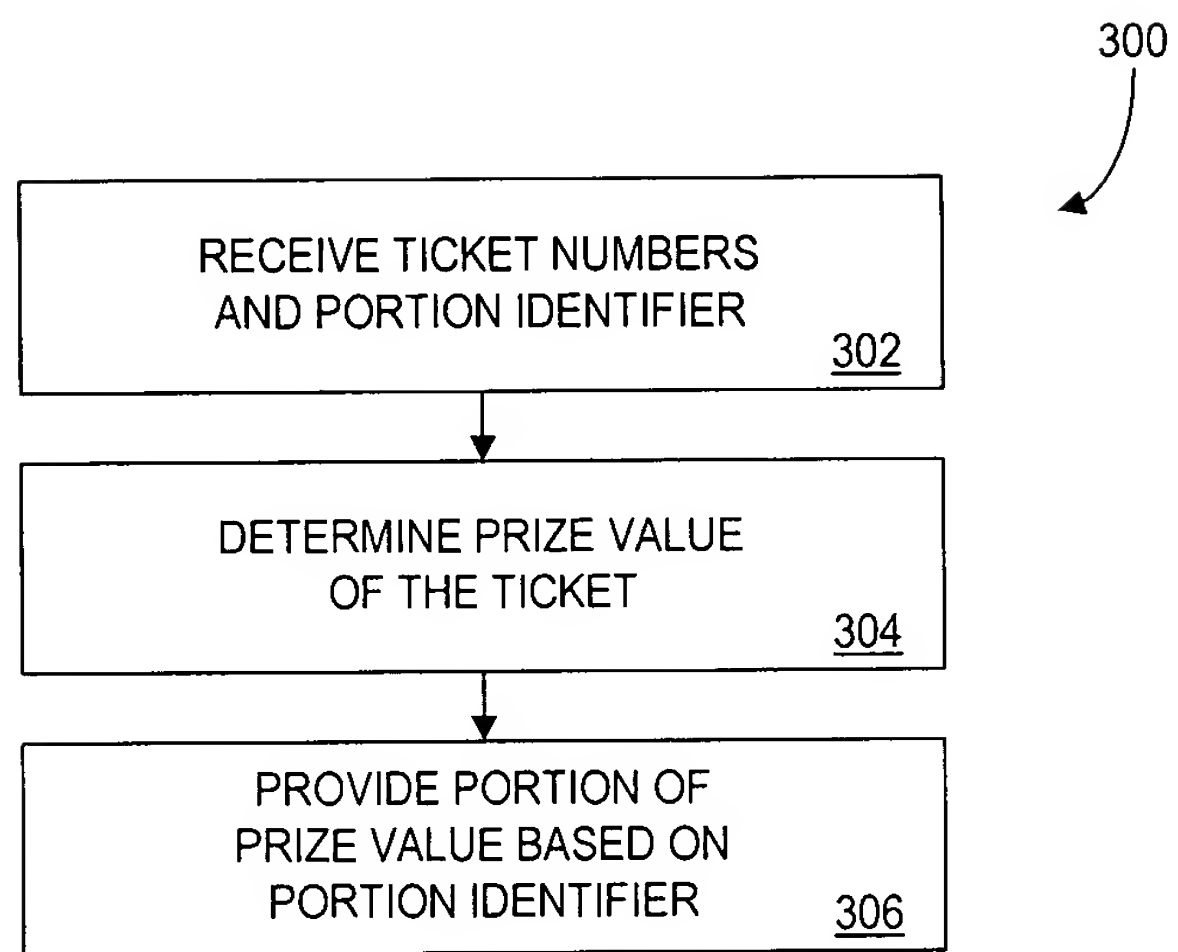 300
RECEIVE TICKET NUMBERS
AND PORTION IDENTIFIER
302
DETERMINE PRIZE VALUE
OF THE TICKET
304
PROVIDE PORTION OF
PRIZE VALUE BASED ON
PORTION IDENTIFIER
306